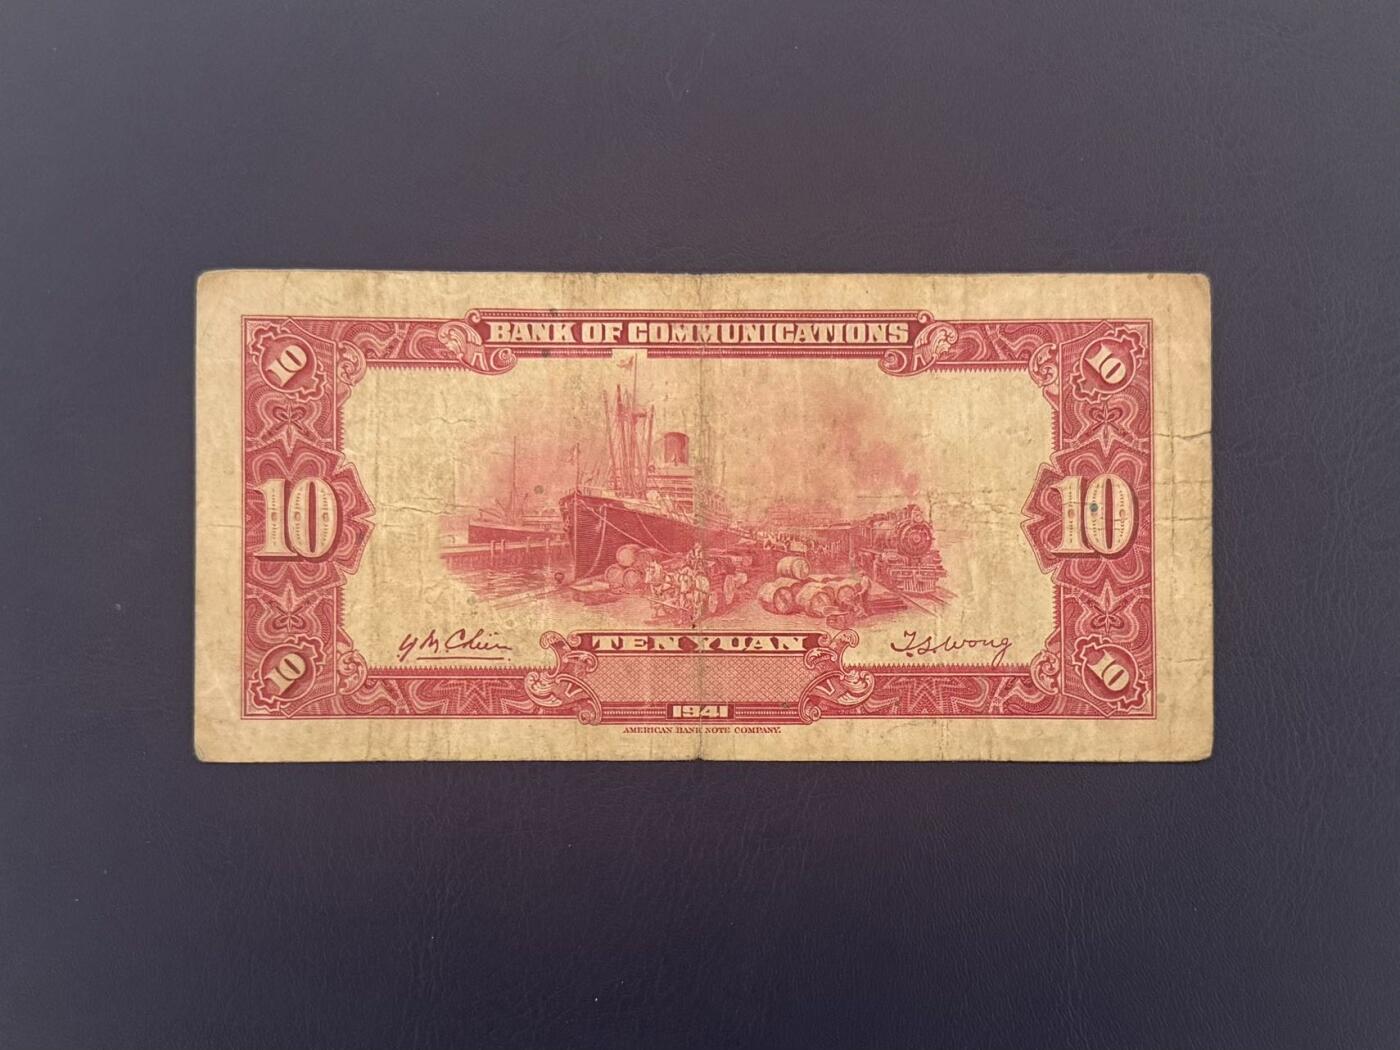 BANK OF COMMUNICATIONS
10
10
10
10
Y M Chien
TEN YUAN
T.S. Wong
10
10
1941
AMERICAN BANK NOTE COMPANY.